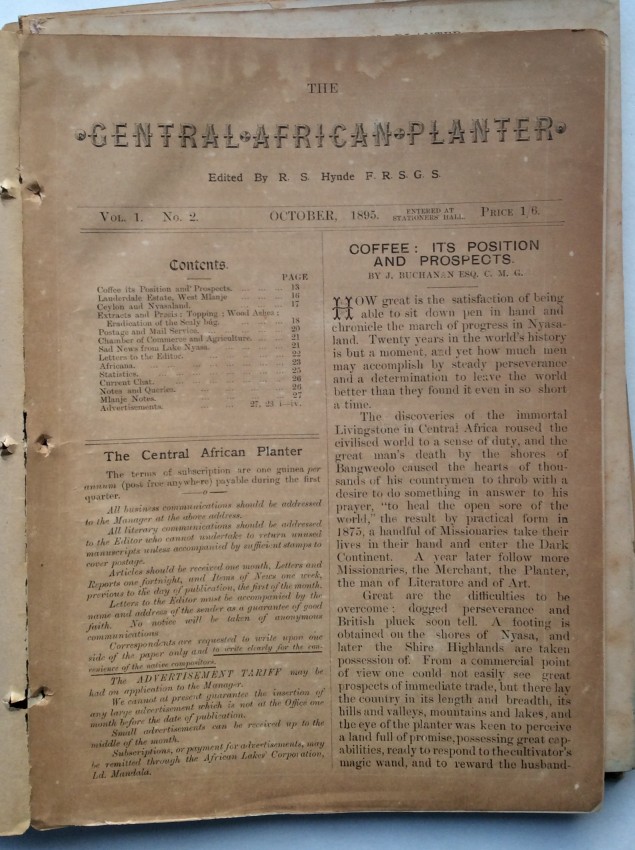 THE
CENTRAL AFRICAN PLANTER
Edited By R. S. Hynde F. R. S. G. S.
VOL. 1. No. 2. OCTOBER, 1895. ENTERED AT STATIONERS' HALL. PRICE 1/6.
Contents.
PAGE
Coffee its Position and Prospects. 13
Lauderdale Estate, West Mlanje 16
Ceylon and Nyasaland. 17
Extracts and Precis: Topping; Wood Ashes;
Eradication of the Scaly bug. 18
Postage and Mail Service. 20
Chamber of Commerce and Agriculture. 21
Sad News from Lake Nyasa. 21
Letters to the Editor. 22
Africana. 23
Statistics. 25
Current Chat. 26
Notes and Queries. 26
Mlanje Notes. 27
Advertisements. 27,
The Central African Planter
The terms of subscription are one guinea per
annum (post free anywhere) payable during the first
quarter.
All business communications should be addressed
to the Manager at the above address.
All literary communications should be addressed
to the Editor who cannot undertake to return unused
manuscripts unless accompanied by sufficient stamps to
cover postage.
Articles should be received one month, Letters and
Reports one fortnight, and Items of News one week,
previous to the day of publication, the first of the month.
Letters to the Editor must be accompanied by the
name and address of the sender as a guarantee of good
faith. No notice will be taken of anonymous
communications
Correspondents are requested to write upon one
side of the paper only and to write clearly for the con-
venience of the native compositors.
The ADVERTISEMENT TARIFF may be
had on application to the Manager.
We cannot at present guarantee the insertion of
any large advertisement which is not at the Office one
month before the date of publication.
Small advertisements can be received up to the
middle of the month.
Subscriptions, or payment for advertisements, may
be remitted through the African Lakes' Corporation,
Ld. Mandala.
COFFEE: ITS POSITION
AND PROSPECTS.
BY J. BUCHANAN ESQ. C. M. G.
HOW great is the satisfaction of being
able to sit down pen in hand and
chronicle the march of progress in Nyasa-
land. Twenty years in the world's history
is but a moment, and yet how much men
may accomplish by steady perseverance
and a determination to leave the world
better than they found it even in so short
a time.
The discoveries of the immortal
Livingstone in Central Africa roused the
civilised world to a sense of duty, and the
great man's death by the shores of
Bangweolo caused the hearts of thou-
sands of his countrymen to throb with a
desire to do something in answer to his
prayer, "to heal the open sore of the
world," the result by practical form in
1875, a handful of Missionaries take their
lives in their hand and enter the Dark
Continent. A year later follow more
Missionaries, the Merchant, the Planter,
the man of Literature and of Art.
Great are the difficulties to be
overcome: dogged perseverance and
British pluck soon tell. A footing is
obtained on the shores of Nyasa, and
later the Shire Highlands are taken
possession of. From a commercial point
of view one could not easily see great
prospects of immediate trade, but there lay
the country in its length and breadth, its
hills and valleys, mountains and lakes, and
the eye of the planter was keen to perceive
a land full of promise, possessing great cap-
abilities, ready to respond to the cultivator's
magic wand, and to reward the husband-